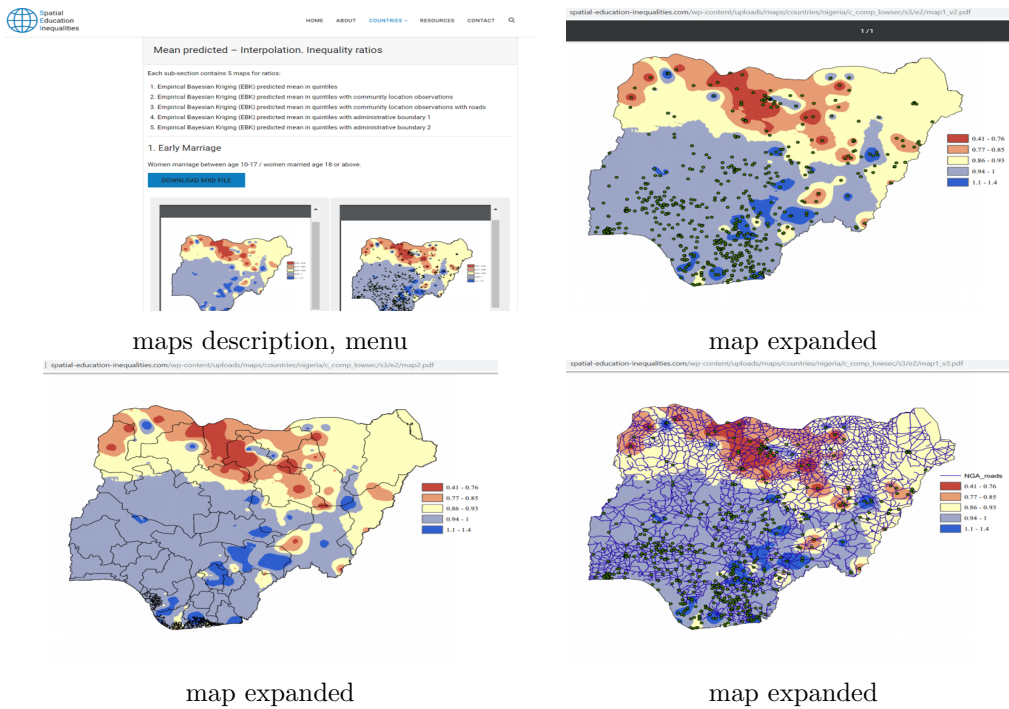 Spatial
Education
Inequalities
HOME ABOUT COUNTRIES RESOURCES CONTACT
Mean predicted – Interpolation. Inequality ratios
Each sub-section contains 5 maps for ratios:
1. Empirical Bayesian Kriging (EBK) predicted mean in quintiles
2. Empirical Bayesian Kriging (EBK) predicted mean in quintiles with community location observations
3. Empirical Bayesian Kriging (EBK) predicted mean in quintiles with community location observations with roads
4. Empirical Bayesian Kriging (EBK) predicted mean in quintiles with administrative boundary 1
5. Empirical Bayesian Kriging (EBK) predicted mean in quintiles with administrative boundary 2
1. Early Marriage
Women marriage between age 10-17 / women married age 18 or above.
DOWNLOAD MXD FILE
maps description, menu
spatial-education-inequalities.com/wp-content/uploads/maps/countries/nigeria/c_comp_lowsec/s3/e2/map1_v2.pdf
1 / 1
0.41 - 0.76
0.77 - 0.85
0.86 - 0.93
0.94 - 1
1.1 - 1.4
map expanded
spatial-education-inequalities.com/wp-content/uploads/maps/countries/nigeria/c_comp_lowsec/s3/e2/map2.pdf
0.41 - 0.76
0.77 - 0.85
0.86 - 0.93
0.94 - 1
1.1 - 1.4
map expanded
spatial-education-inequalities.com/wp-content/uploads/maps/countries/nigeria/c_comp_lowsec/s3/e2/map1_v3.pdf
NGA_roads
0.41 - 0.76
0.77 - 0.85
0.86 - 0.93
0.94 - 1
1.1 - 1.4
map expanded